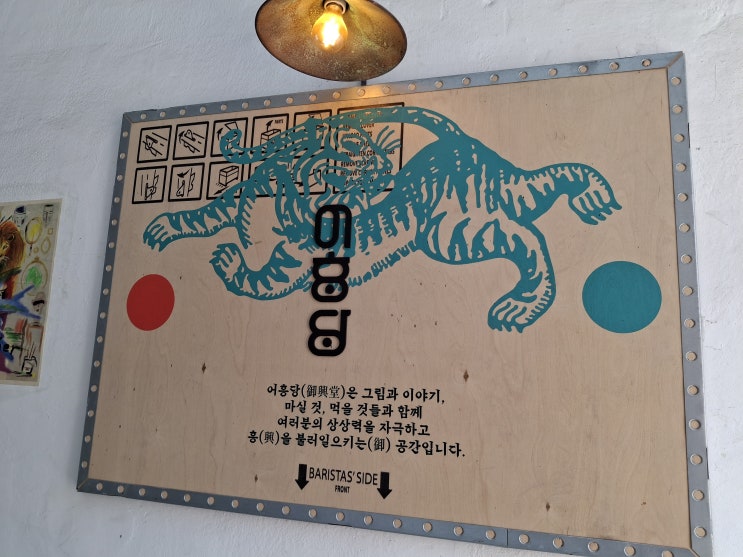 어흥당
어흥당(御興堂)은 그림과 이야기,
마실 것, 먹을 것들과 함께
여러분의 상상력을 자극하고
흥(興)을 불러일으키는(御) 공간입니다.
BARISTAS' SIDE
FRONT